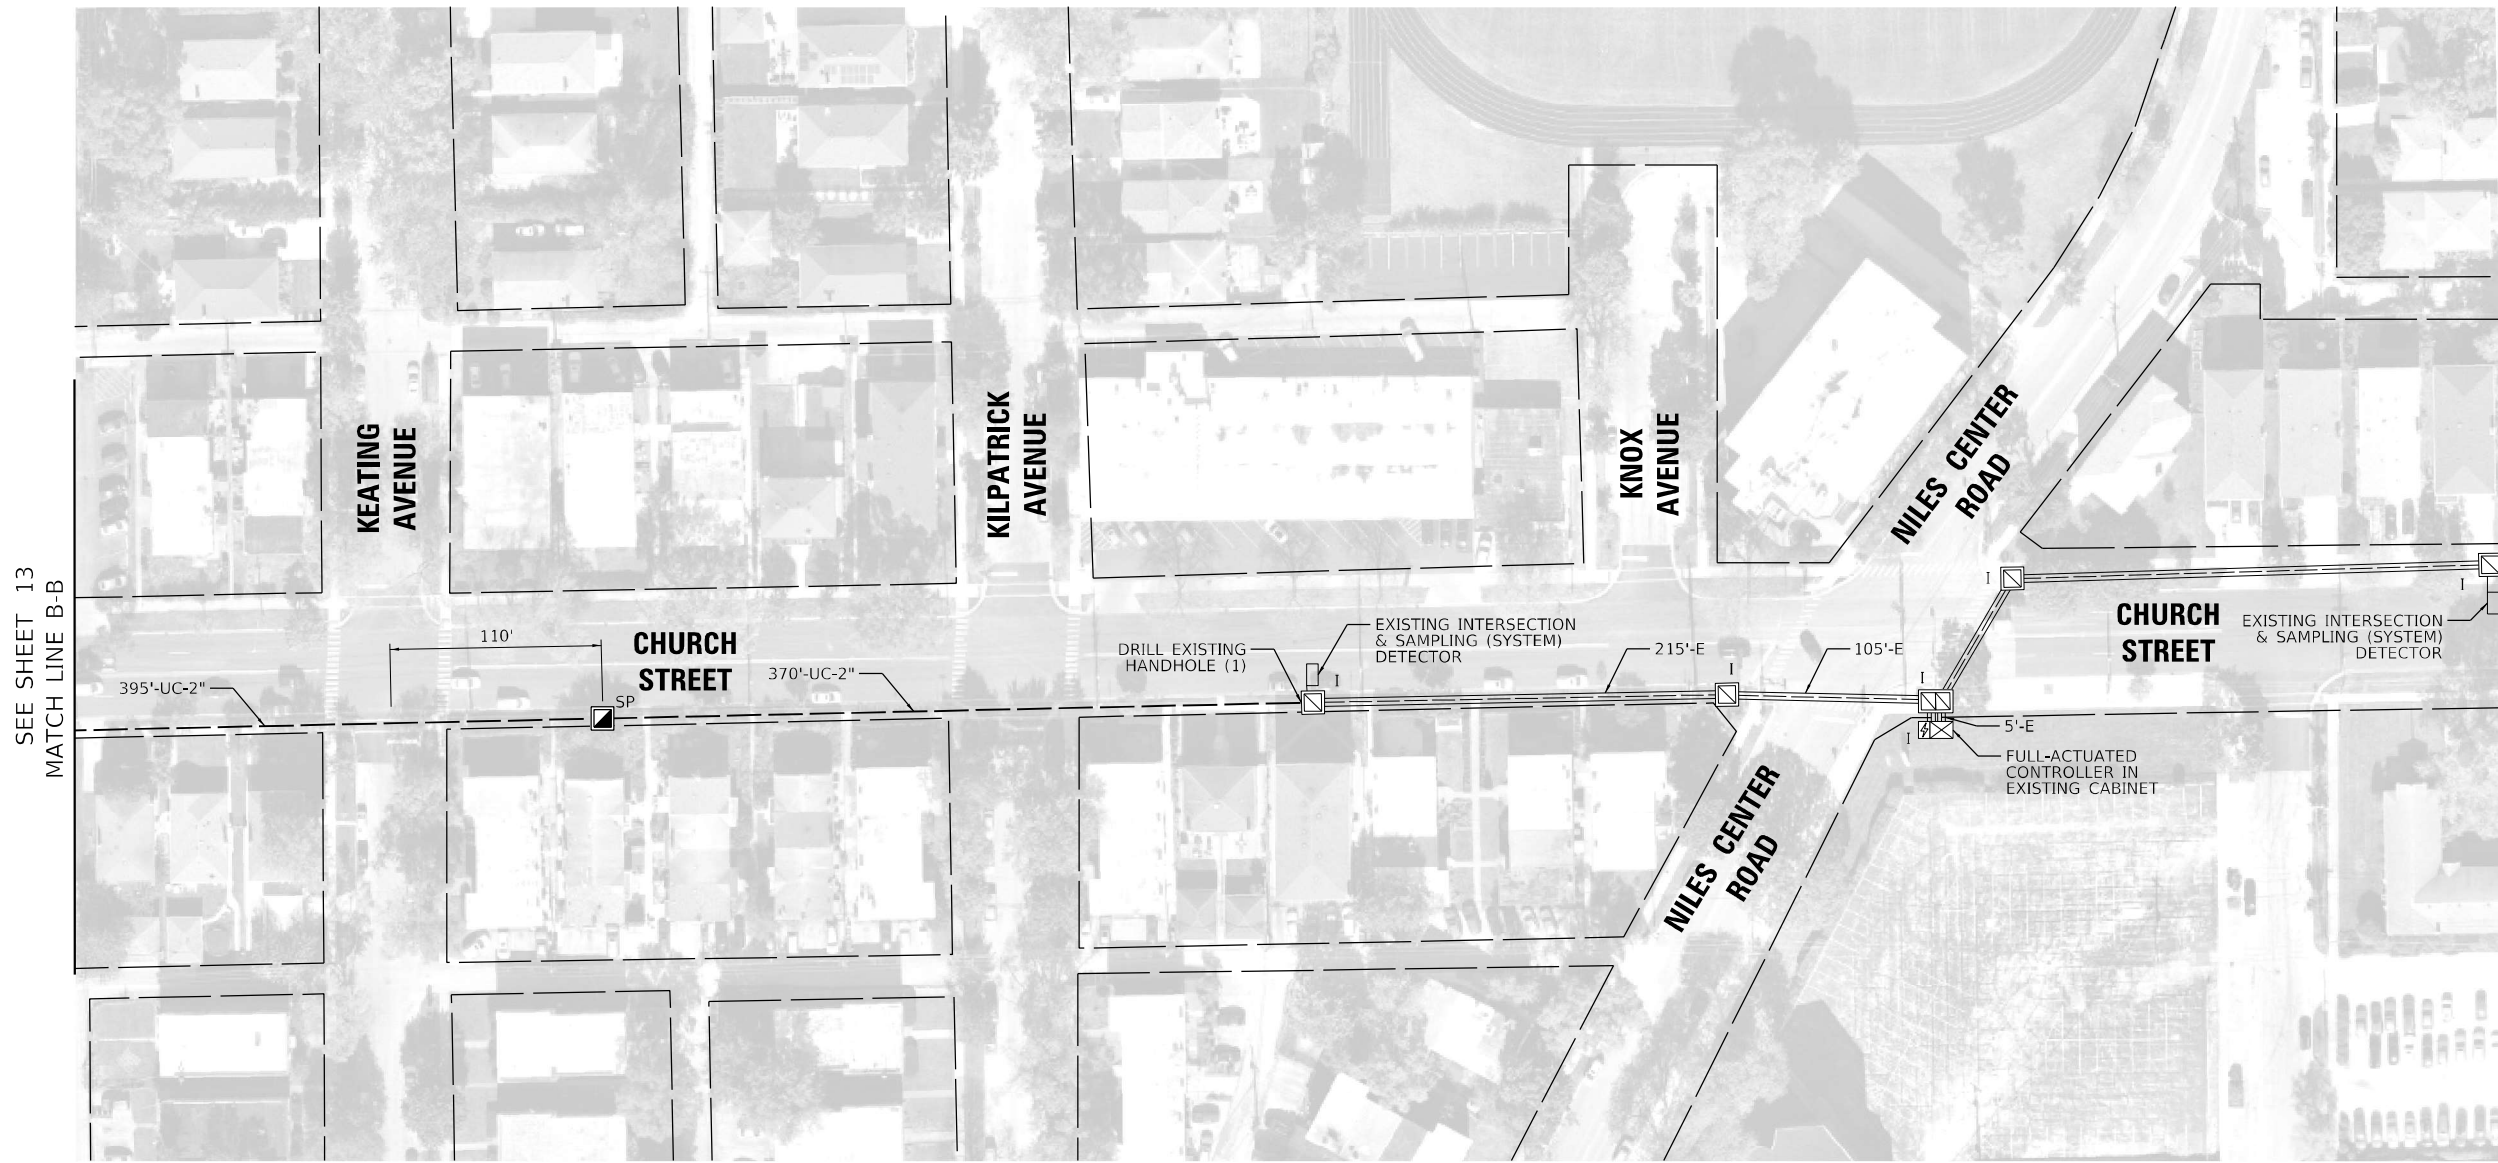 SEE SHEET 13
MATCH LINE B-B
KEATING
AVENUE
KILPATRICK
AVENUE
KNOX
AVENUE
NILES CENTER
ROAD
395'-UC-2"
110'
SP
CHURCH
STREET
370'-UC-2"
DRILL EXISTING
HANDHOLE (1)
EXISTING INTERSECTION
& SAMPLING (SYSTEM)
DETECTOR
I
215'-E
I
105'-E
I
I
I
CHURCH
STREET
EXISTING INTERSECTION
& SAMPLING (SYSTEM)
DETECTOR
I
5'-E
FULL-ACTUATED
CONTROLLER IN
EXISTING CABINET
NILES CENTER
ROAD